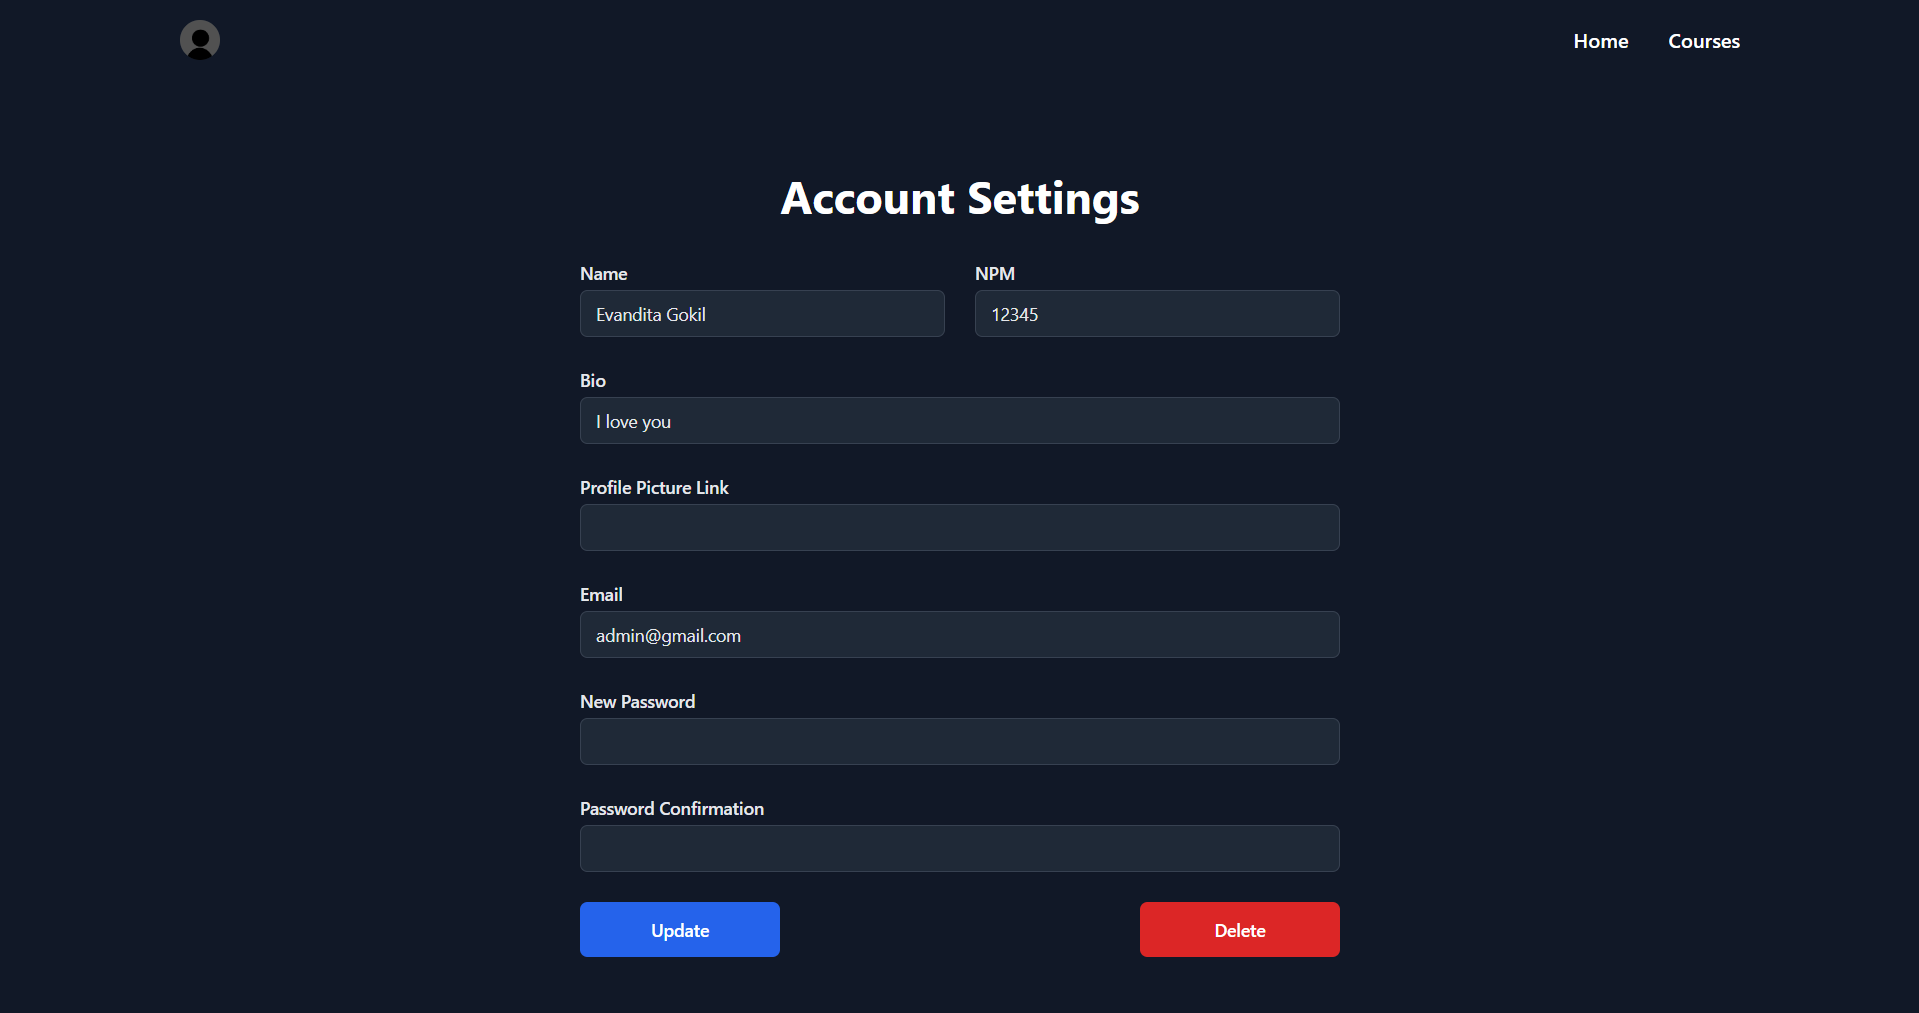 Home Courses
Account Settings
Name NPM
Evandita Gokil 12345
Bio
I love you
Profile Picture Link
Email
admin@gmail.com
New Password
Password Confirmation
Update Delete